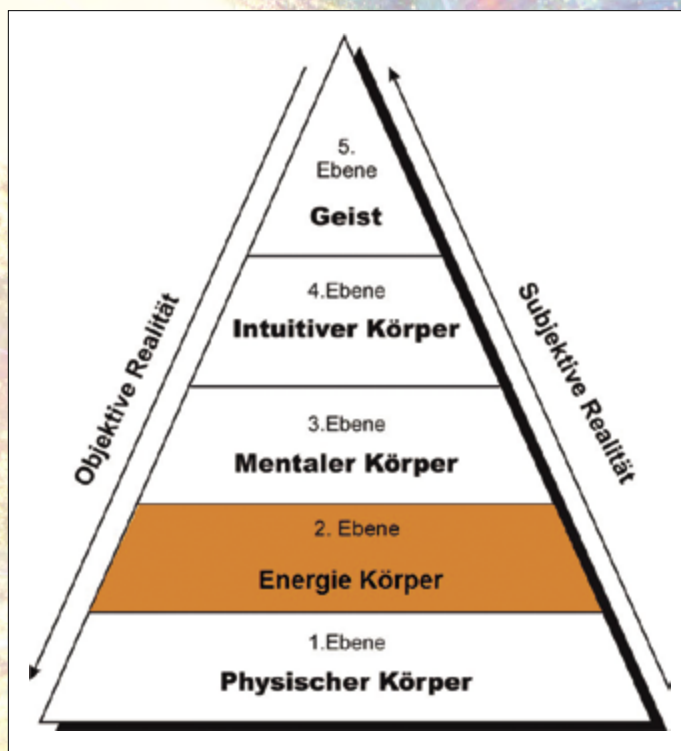 5.
Ebene
Geist
4.Ebene
Intuitiver Körper
3.Ebene
Mentaler Körper
2. Ebene
Energie Körper
1.Ebene
Physischer Körper
Objektive Realität
Subjektive Realität